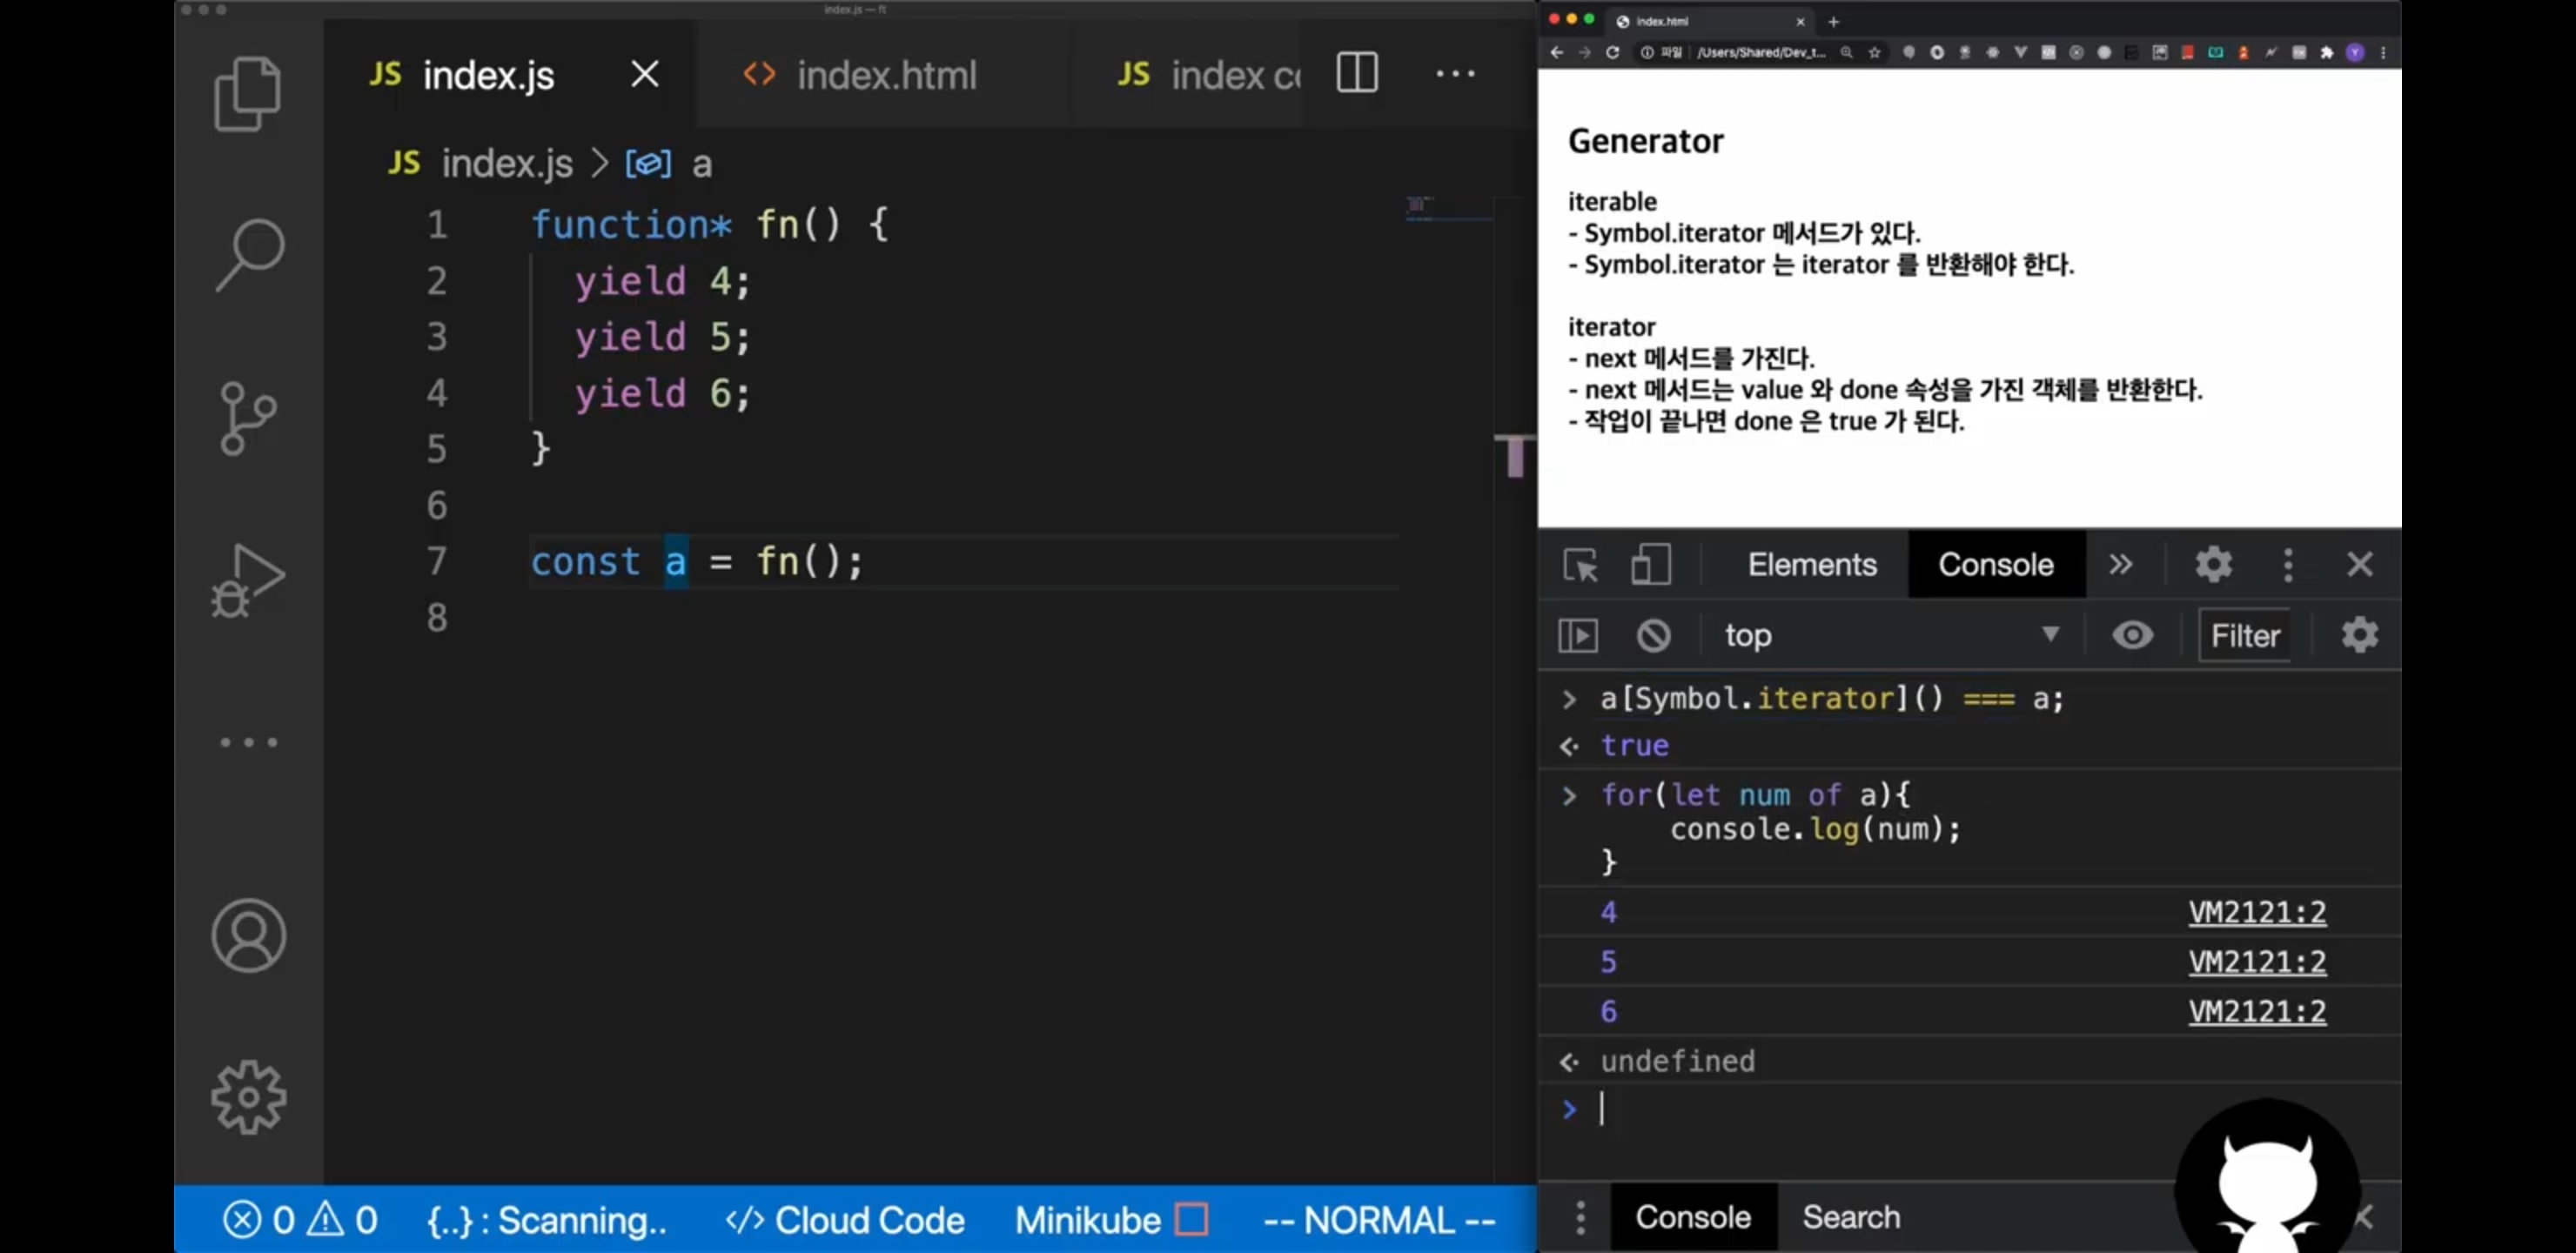 index.js — ft
JS index.js
index.html
JS index c
JS index.js > a
1 function* fn() {
2 yield 4;
3 yield 5;
4 yield 6;
5 }
6
7 const a = fn();
8
0 0 {..} : Scanning.. </> Cloud Code Minikube -- NORMAL --
index.html
파일 | /Users/Shared/Dev_t...
Generator
iterable
- Symbol.iterator 메서드가 있다.
- Symbol.iterator 는 iterator 를 반환해야 한다.
iterator
- next 메서드를 가진다.
- next 메서드는 value 와 done 속성을 가진 객체를 반환한다.
- 작업이 끝나면 done 은 true 가 된다.
Elements Console
top Filter
> a[Symbol.iterator]() === a;
true
> for(let num of a){
console.log(num);
}
4 VM2121:2
5 VM2121:2
6 VM2121:2
undefined
>
Console Search